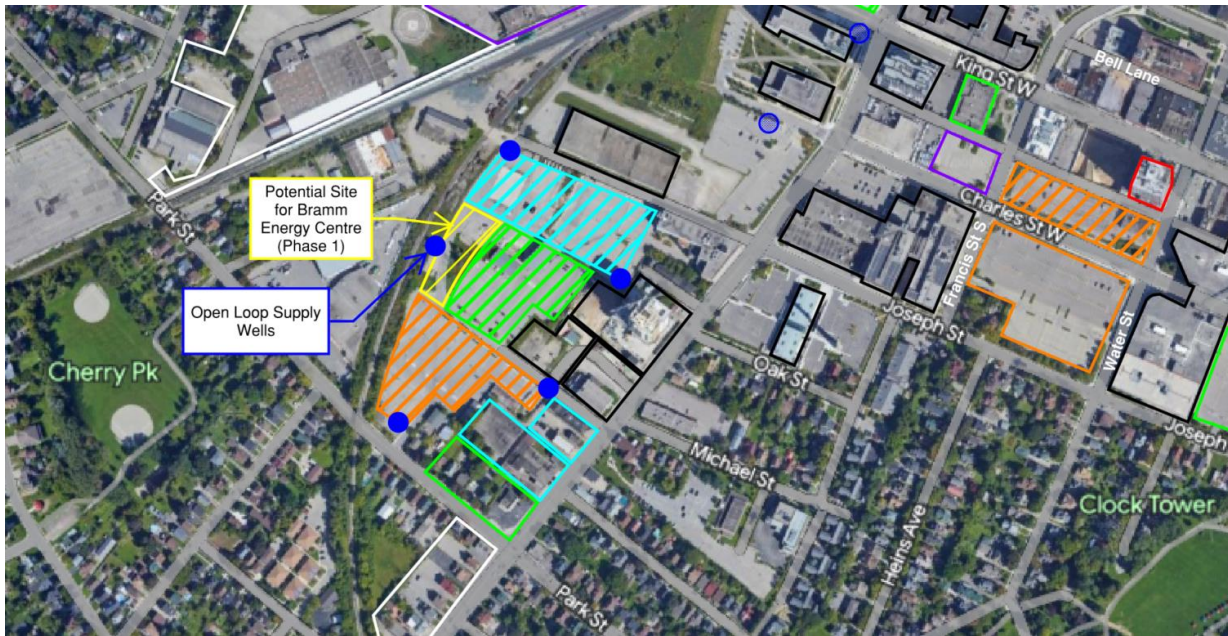 King St W
Bell Lane
Park St
Potential Site
for Bramm
Energy Centre
(Phase 1)
Charles St W
Francis St S
Open Loop Supply
Wells
Joseph St
Water St
Cherry Pk
Oak St
Joseph
Michael St
Heins Ave
Clock Tower
Park St